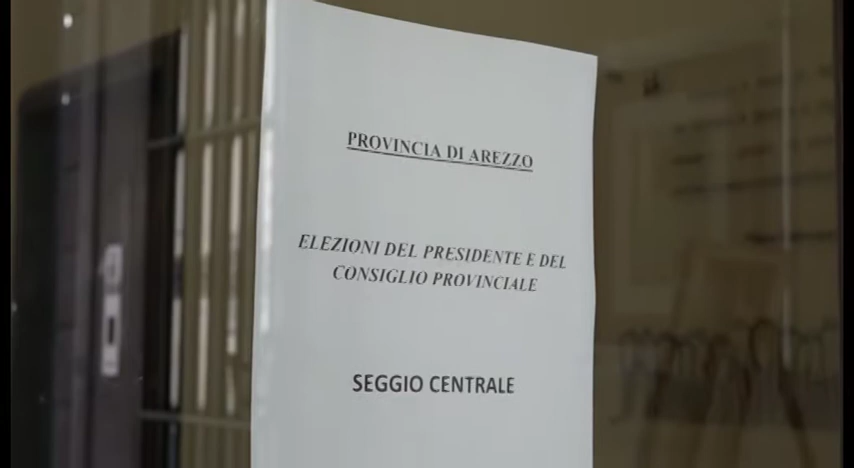 PROVINCIA DI AREZZO
ELEZIONI DEL PRESIDENTE E DEL
CONSIGLIO PROVINCIALE
SEGGIO CENTRALE